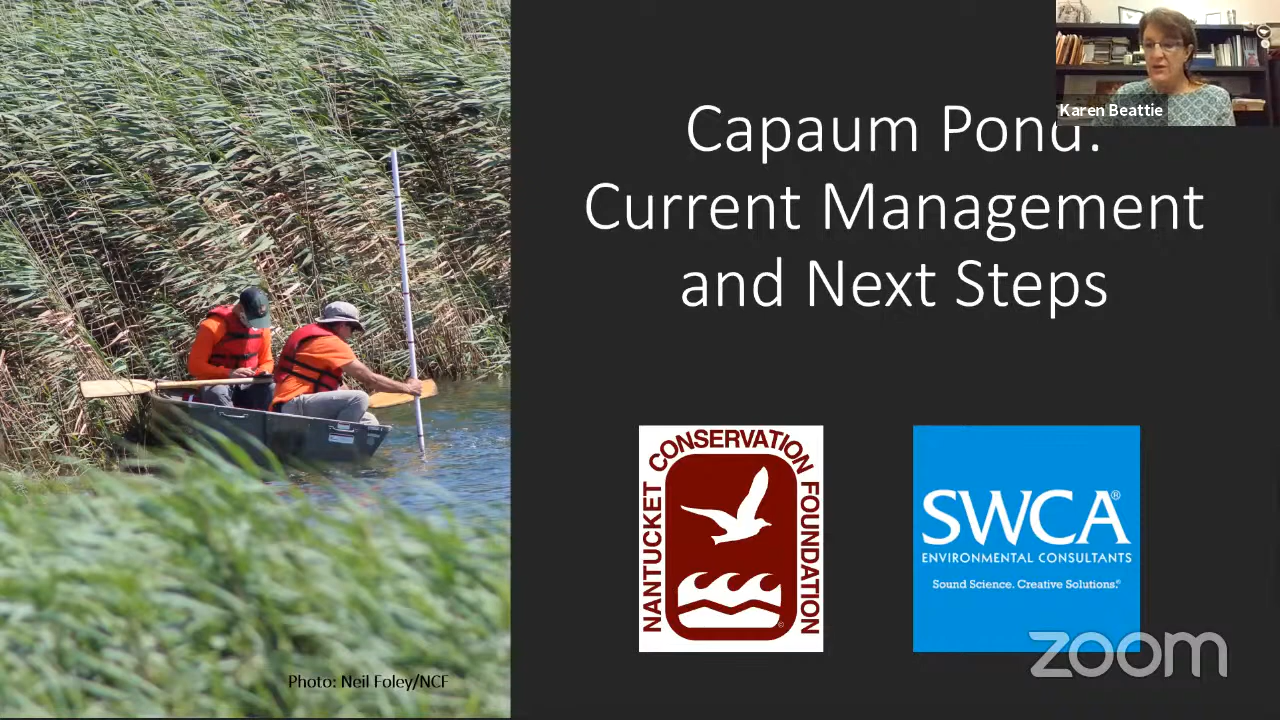 Karen Beattie
Capaum Pond:
Current Management
and Next Steps
NANTUCKET CONSERVATION FOUNDATION
SWCA®
ENVIRONMENTAL CONSULTANTS
Sound Science. Creative Solutions.®
zoom
Photo: Neil Foley/NCF